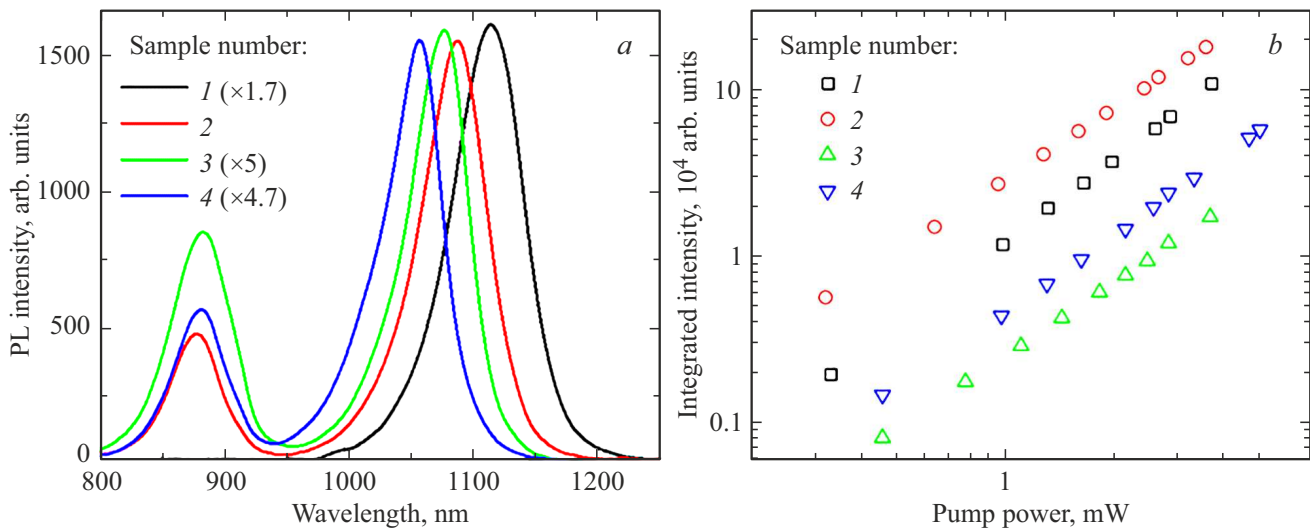 Sample number:
a
1 (×1.7)
2
3 (×5)
4 (×4.7)
PL intensity, arb. units
1500
1000
500
0
800
900
1000
1100
1200
Wavelength, nm
Sample number:
b
1
2
3
4
Integrated intensity, 10⁴ arb. units
10
1
0.1
1
Pump power, mW